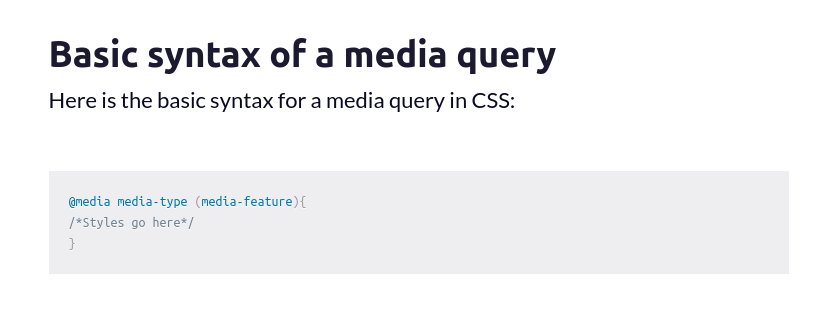 Basic syntax of a media query
Here is the basic syntax for a media query in CSS:
@media media-type (media-feature){
/*Styles go here*/
}